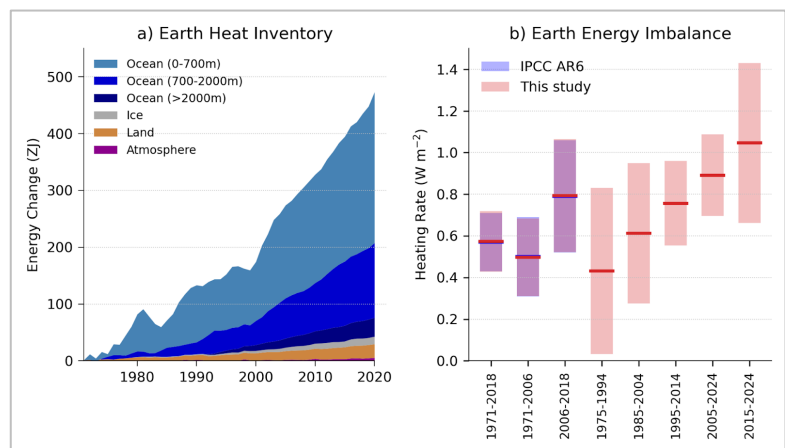 a) Earth Heat Inventory
Energy Change (ZJ)
500
400
300
200
100
0
Ocean (0-700m)
Ocean (700-2000m)
Ocean (>2000m)
Ice
Land
Atmosphere
1980
1990
2000
2010
2020
b) Earth Energy Imbalance
Heating Rate (W m⁻²)
1.4
1.2
1.0
0.8
0.6
0.4
0.2
0.0
IPCC AR6
This study
1971-2018
1971-2006
2006-2018
1975-1994
1985-2004
1995-2014
2005-2024
2015-2024